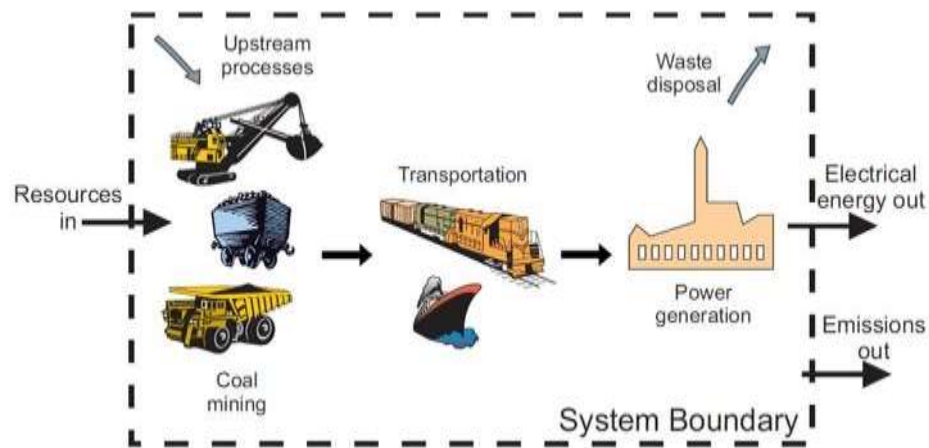 Upstream
processes
Waste
disposal
Resources
in
Transportation
Electrical
energy out
Power
generation
Emissions
out
Coal
mining
System Boundary